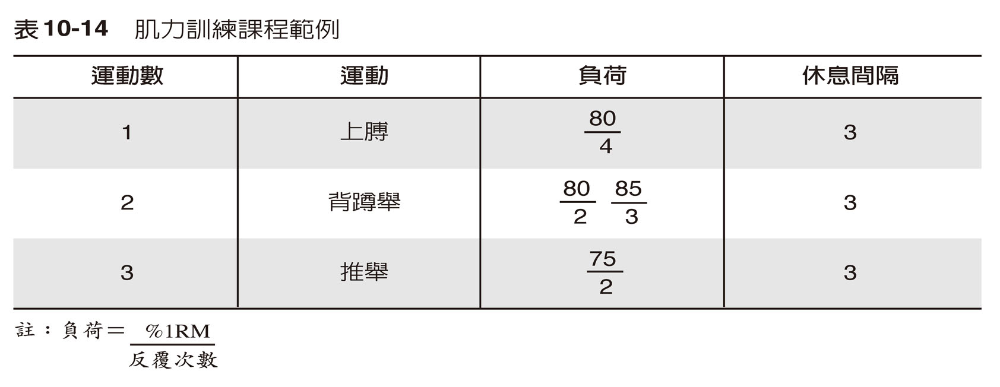 表10-14 肌力訓練課程範例
運動數 運動 負荷 休息間隔
1 上膊 80/4 3
2 背蹲舉 80/2 85/3 3
3 推舉 75/2 3
註：負荷＝%1RM/反覆次數